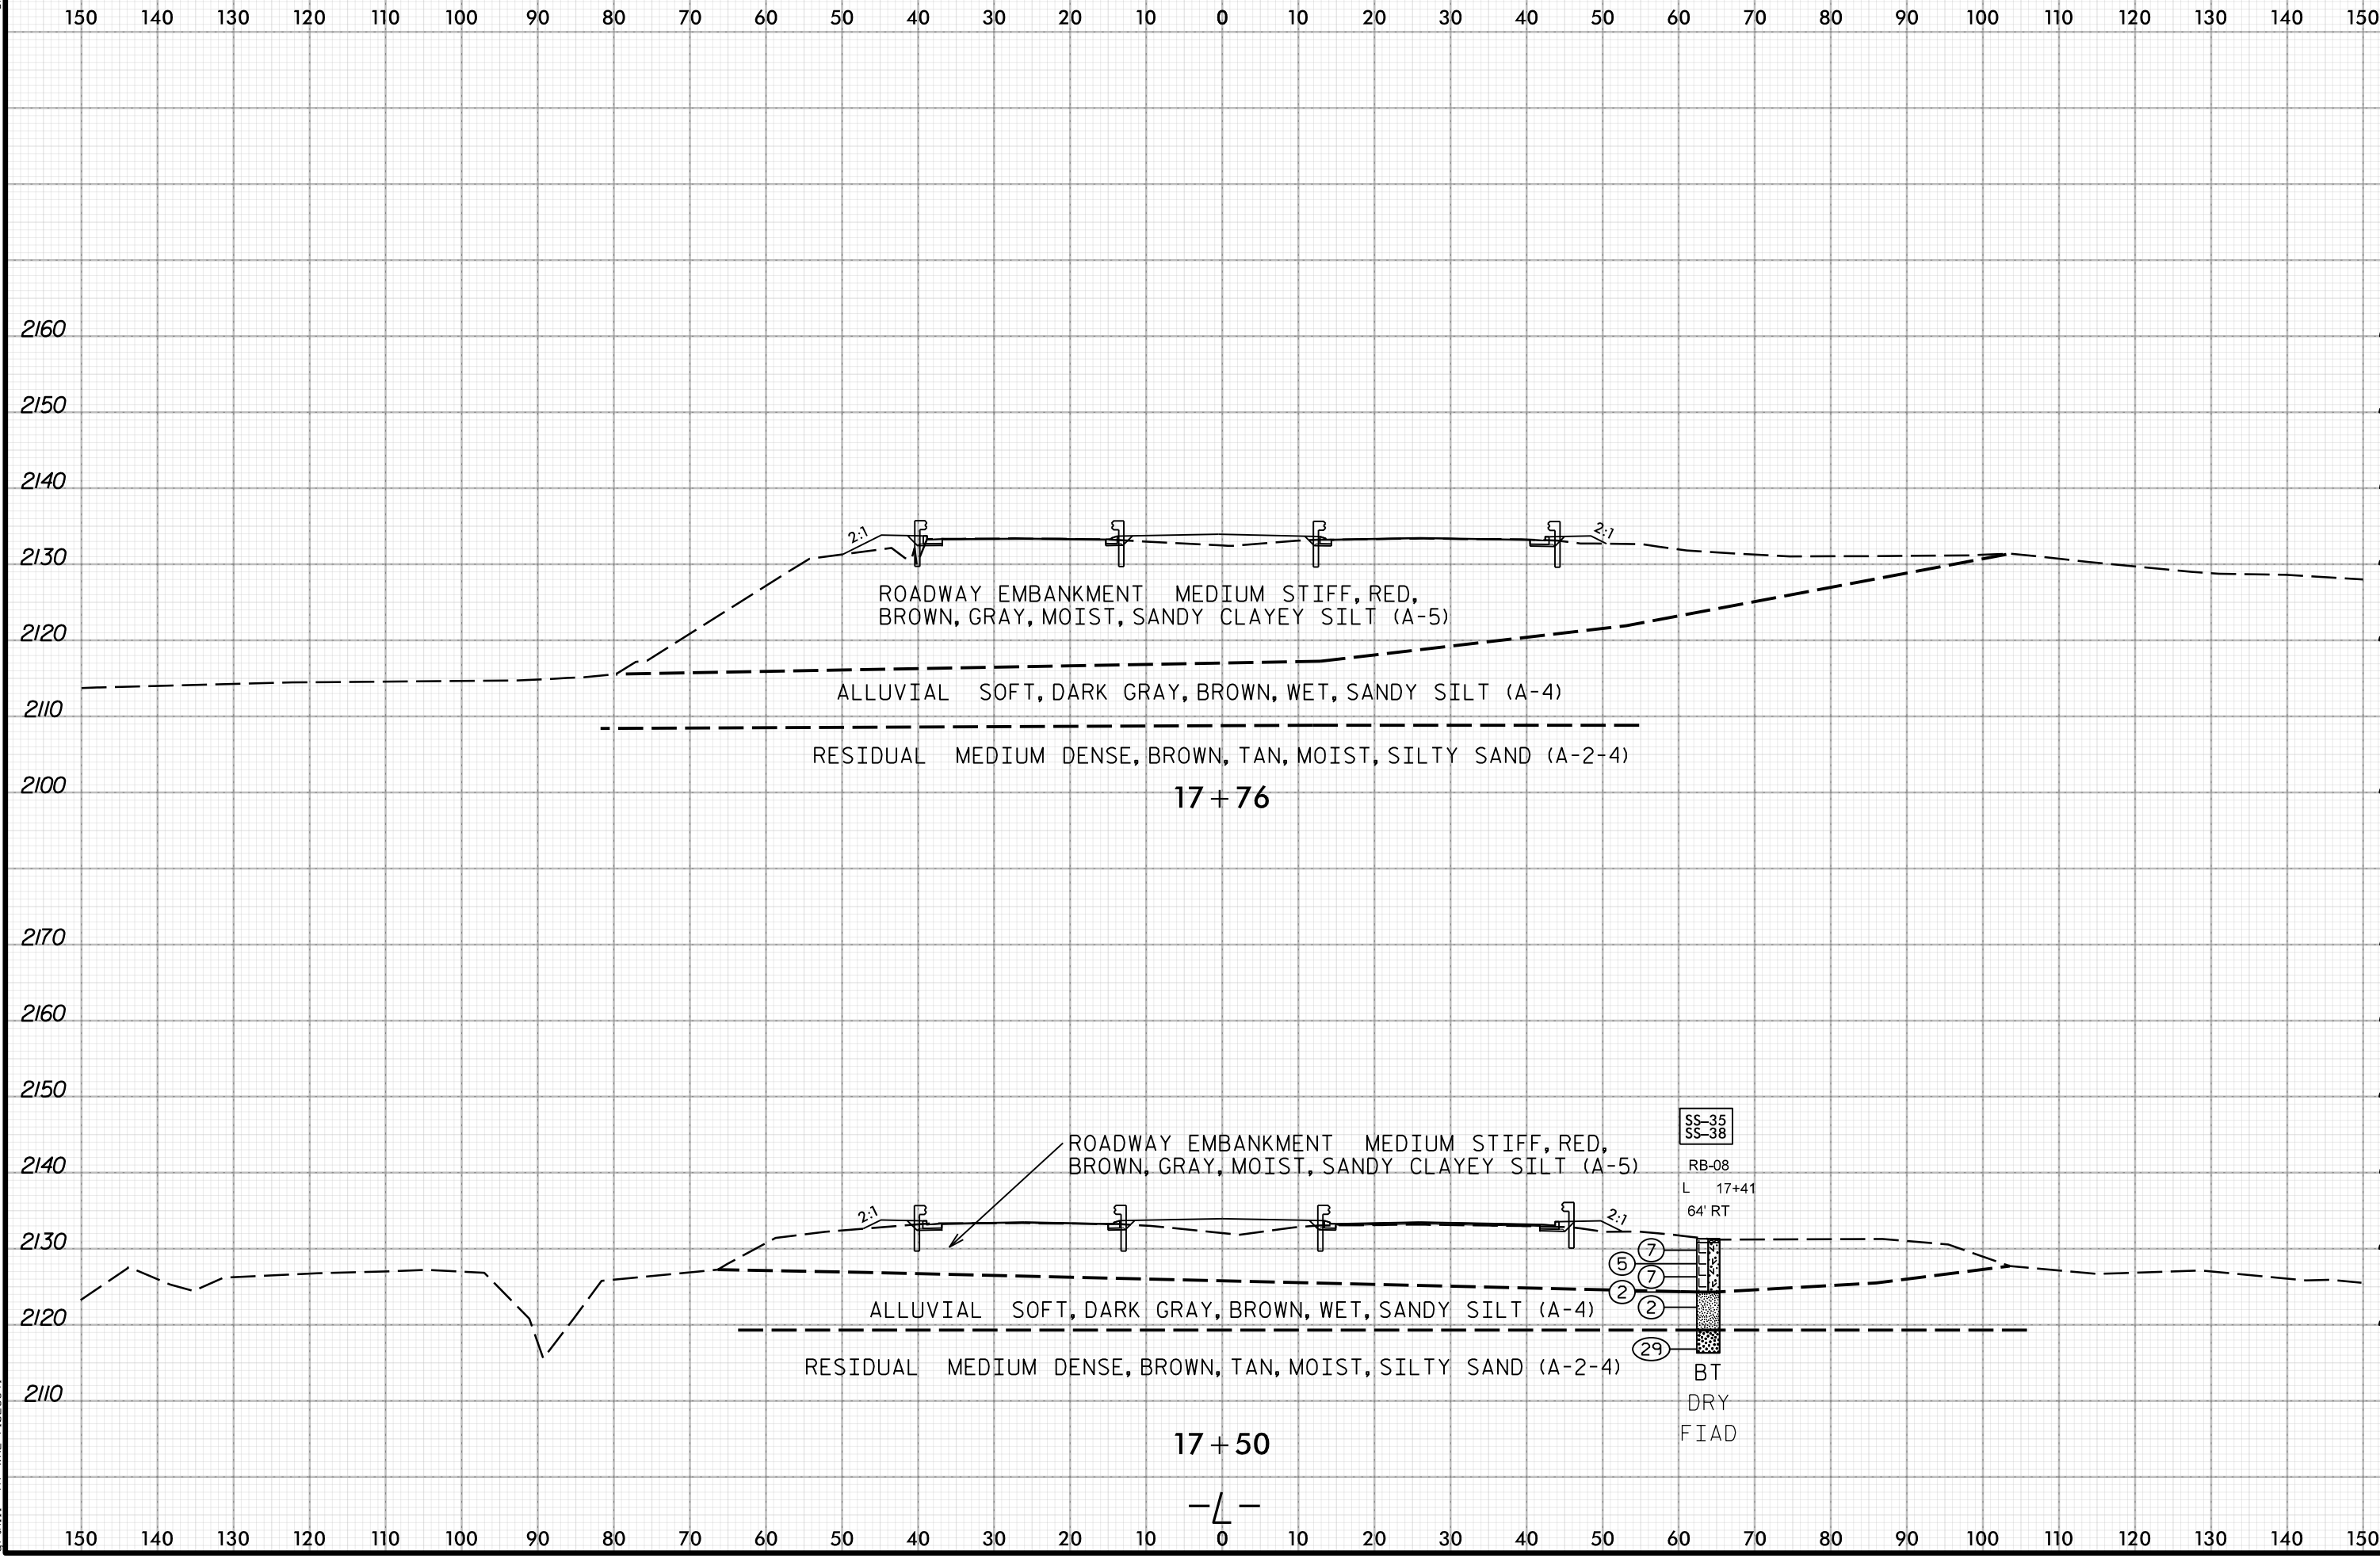 150 140 130 120 110 100 90 80 70 60 50 40 30 20 10 0 10 20 30 40 50 60 70 80 90 100 110 120 130 140 150
2160
2150
2140
2:1 2:1
2130
ROADWAY EMBANKMENT MEDIUM STIFF, RED,
BROWN, GRAY, MOIST, SANDY CLAYEY SILT (A-5)
2120
ALLUVIAL SOFT, DARK GRAY, BROWN, WET, SANDY SILT (A-4)
2110
RESIDUAL MEDIUM DENSE, BROWN, TAN, MOIST, SILTY SAND (A-2-4)
2100
17+76
2170
2160
2150
SS-35
SS-38
ROADWAY EMBANKMENT MEDIUM STIFF, RED,
BROWN, GRAY, MOIST, SANDY CLAYEY SILT (A-5)
2140
RB-08
L 17+41
64' RT
2:1 2:1
2130
7
5
7
2
2
ALLUVIAL SOFT, DARK GRAY, BROWN, WET, SANDY SILT (A-4)
2120
29
RESIDUAL MEDIUM DENSE, BROWN, TAN, MOIST, SILTY SAND (A-2-4)
BT
2110
DRY
FIAD
17+50
-L-
150 140 130 120 110 100 90 80 70 60 50 40 30 20 10 0 10 20 30 40 50 60 70 80 90 100 110 120 130 140 150